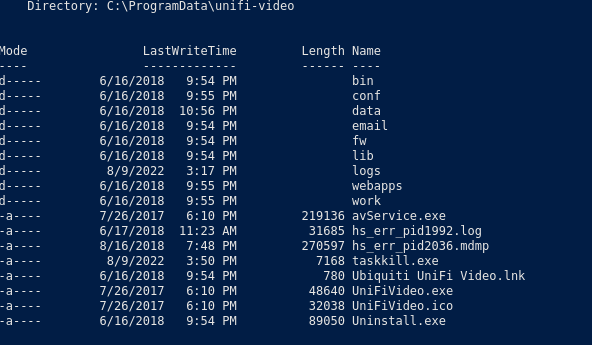 Directory: C:\ProgramData\unifi-video
Mode                LastWriteTime         Length Name
----                -------------         ------ ----
d-----        6/16/2018   9:54 PM                bin
d-----        6/16/2018   9:55 PM                conf
d-----        6/16/2018  10:56 PM                data
d-----        6/16/2018   9:54 PM                email
d-----        6/16/2018   9:54 PM                fw
d-----        6/16/2018   9:54 PM                lib
d-----         8/9/2022   3:17 PM                logs
d-----        6/16/2018   9:55 PM                webapps
d-----        6/16/2018   9:55 PM                work
-a----        7/26/2017   6:10 PM         219136 avService.exe
-a----        6/17/2018  11:23 AM          31685 hs_err_pid1992.log
-a----        8/16/2018   7:48 PM         270597 hs_err_pid2036.mdmp
-a----         8/9/2022   3:50 PM           7168 taskkill.exe
-a----        6/16/2018   9:54 PM            780 Ubiquiti UniFi Video.lnk
-a----        7/26/2017   6:10 PM          48640 UniFiVideo.exe
-a----        7/26/2017   6:10 PM          32038 UniFiVideo.ico
-a----        6/16/2018   9:54 PM          89050 Uninstall.exe